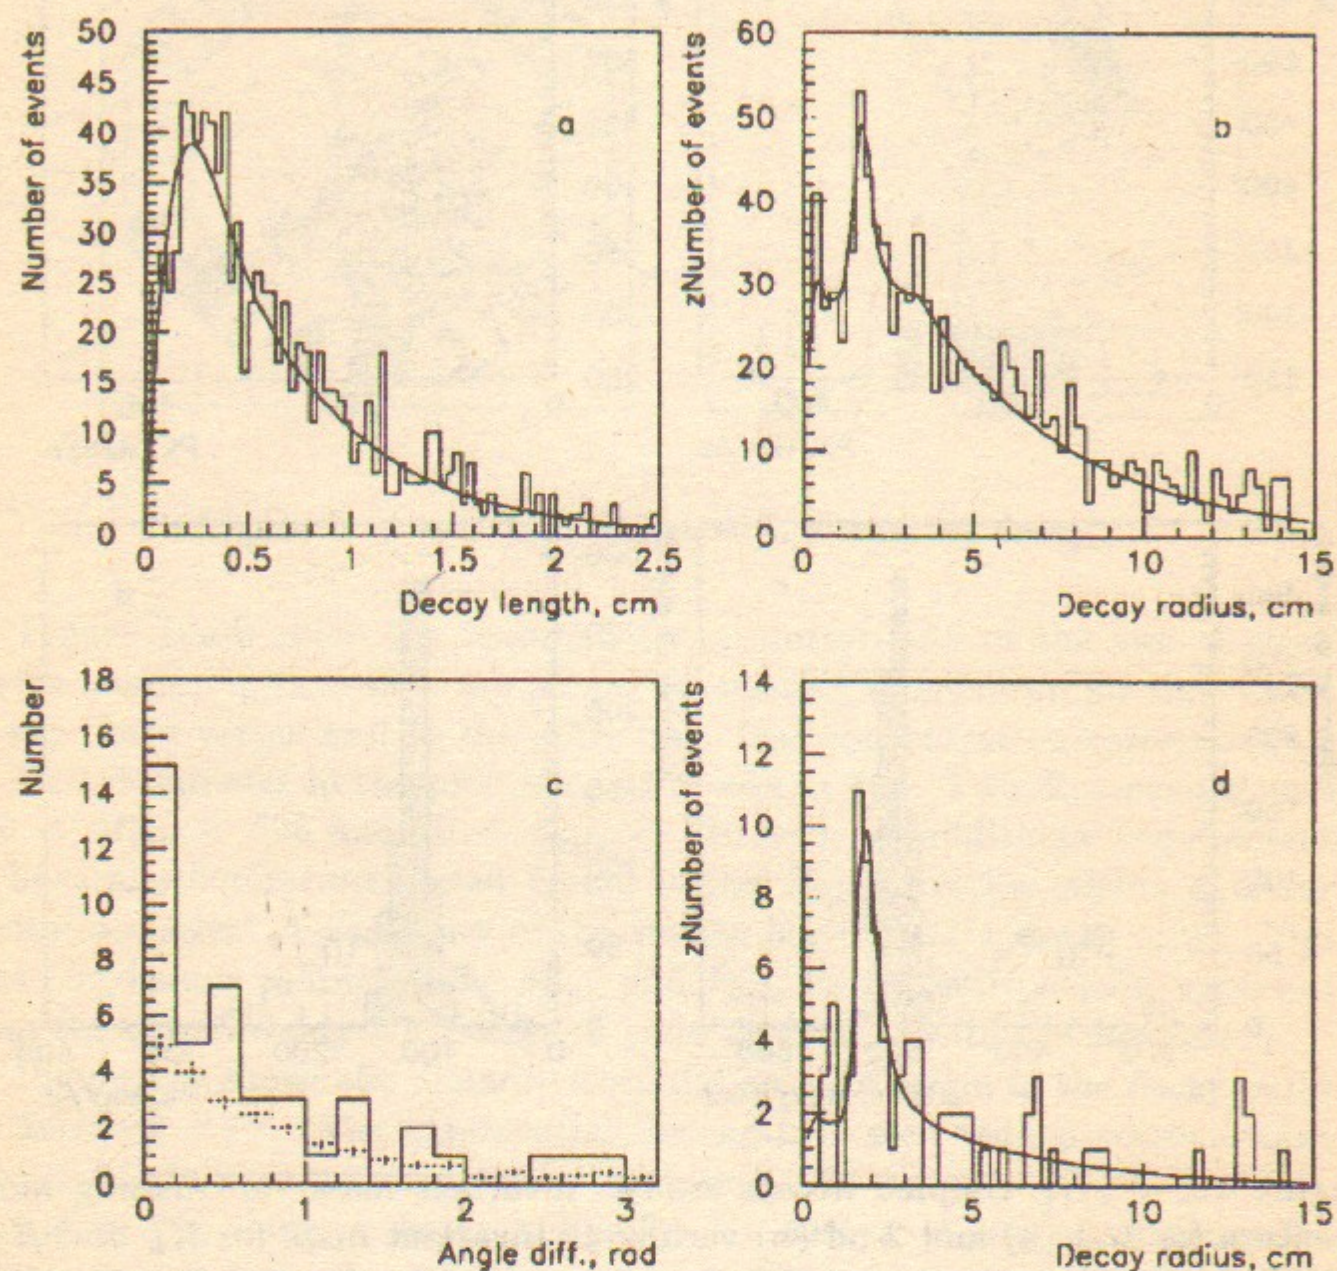 Number of events
50
45
40
35
30
25
20
15
10
5
0
a
0 0.5 1 1.5 2 2.5
Decay length, cm
zNumber of events
60
50
40
30
20
10
0
b
0 5 10 15
Decay radius, cm
Number
18
16
14
12
10
8
6
4
2
0
c
0 1 2 3
Angle diff., rad
zNumber of events
14
12
10
8
6
4
2
0
d
0 5 10 15
Decay radius, cm